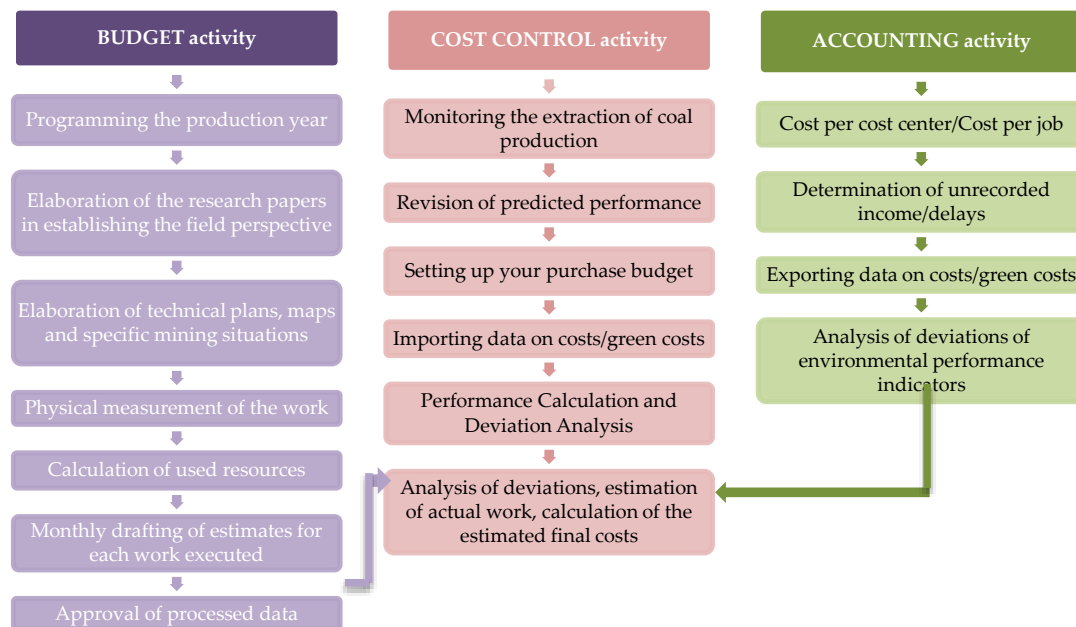 BUDGET activity
Programming the production year
Elaboration of the research papers
in establishing the field perspective
Elaboration of technical plans, maps
and specific mining situations
Physical measurement of the work
Calculation of used resources
Monthly drafting of estimates for
each work executed
Approval of processed data
COST CONTROL activity
Monitoring the extraction of coal
production
Revision of predicted performance
Setting up your purchase budget
Importing data on costs/green costs
Performance Calculation and
Deviation Analysis
Analysis of deviations, estimation
of actual work, calculation of the
estimated final costs
ACCOUNTING activity
Cost per cost center/Cost per job
Determination of unrecorded
income/delays
Exporting data on costs/green costs
Analysis of deviations of
environmental performance
indicators